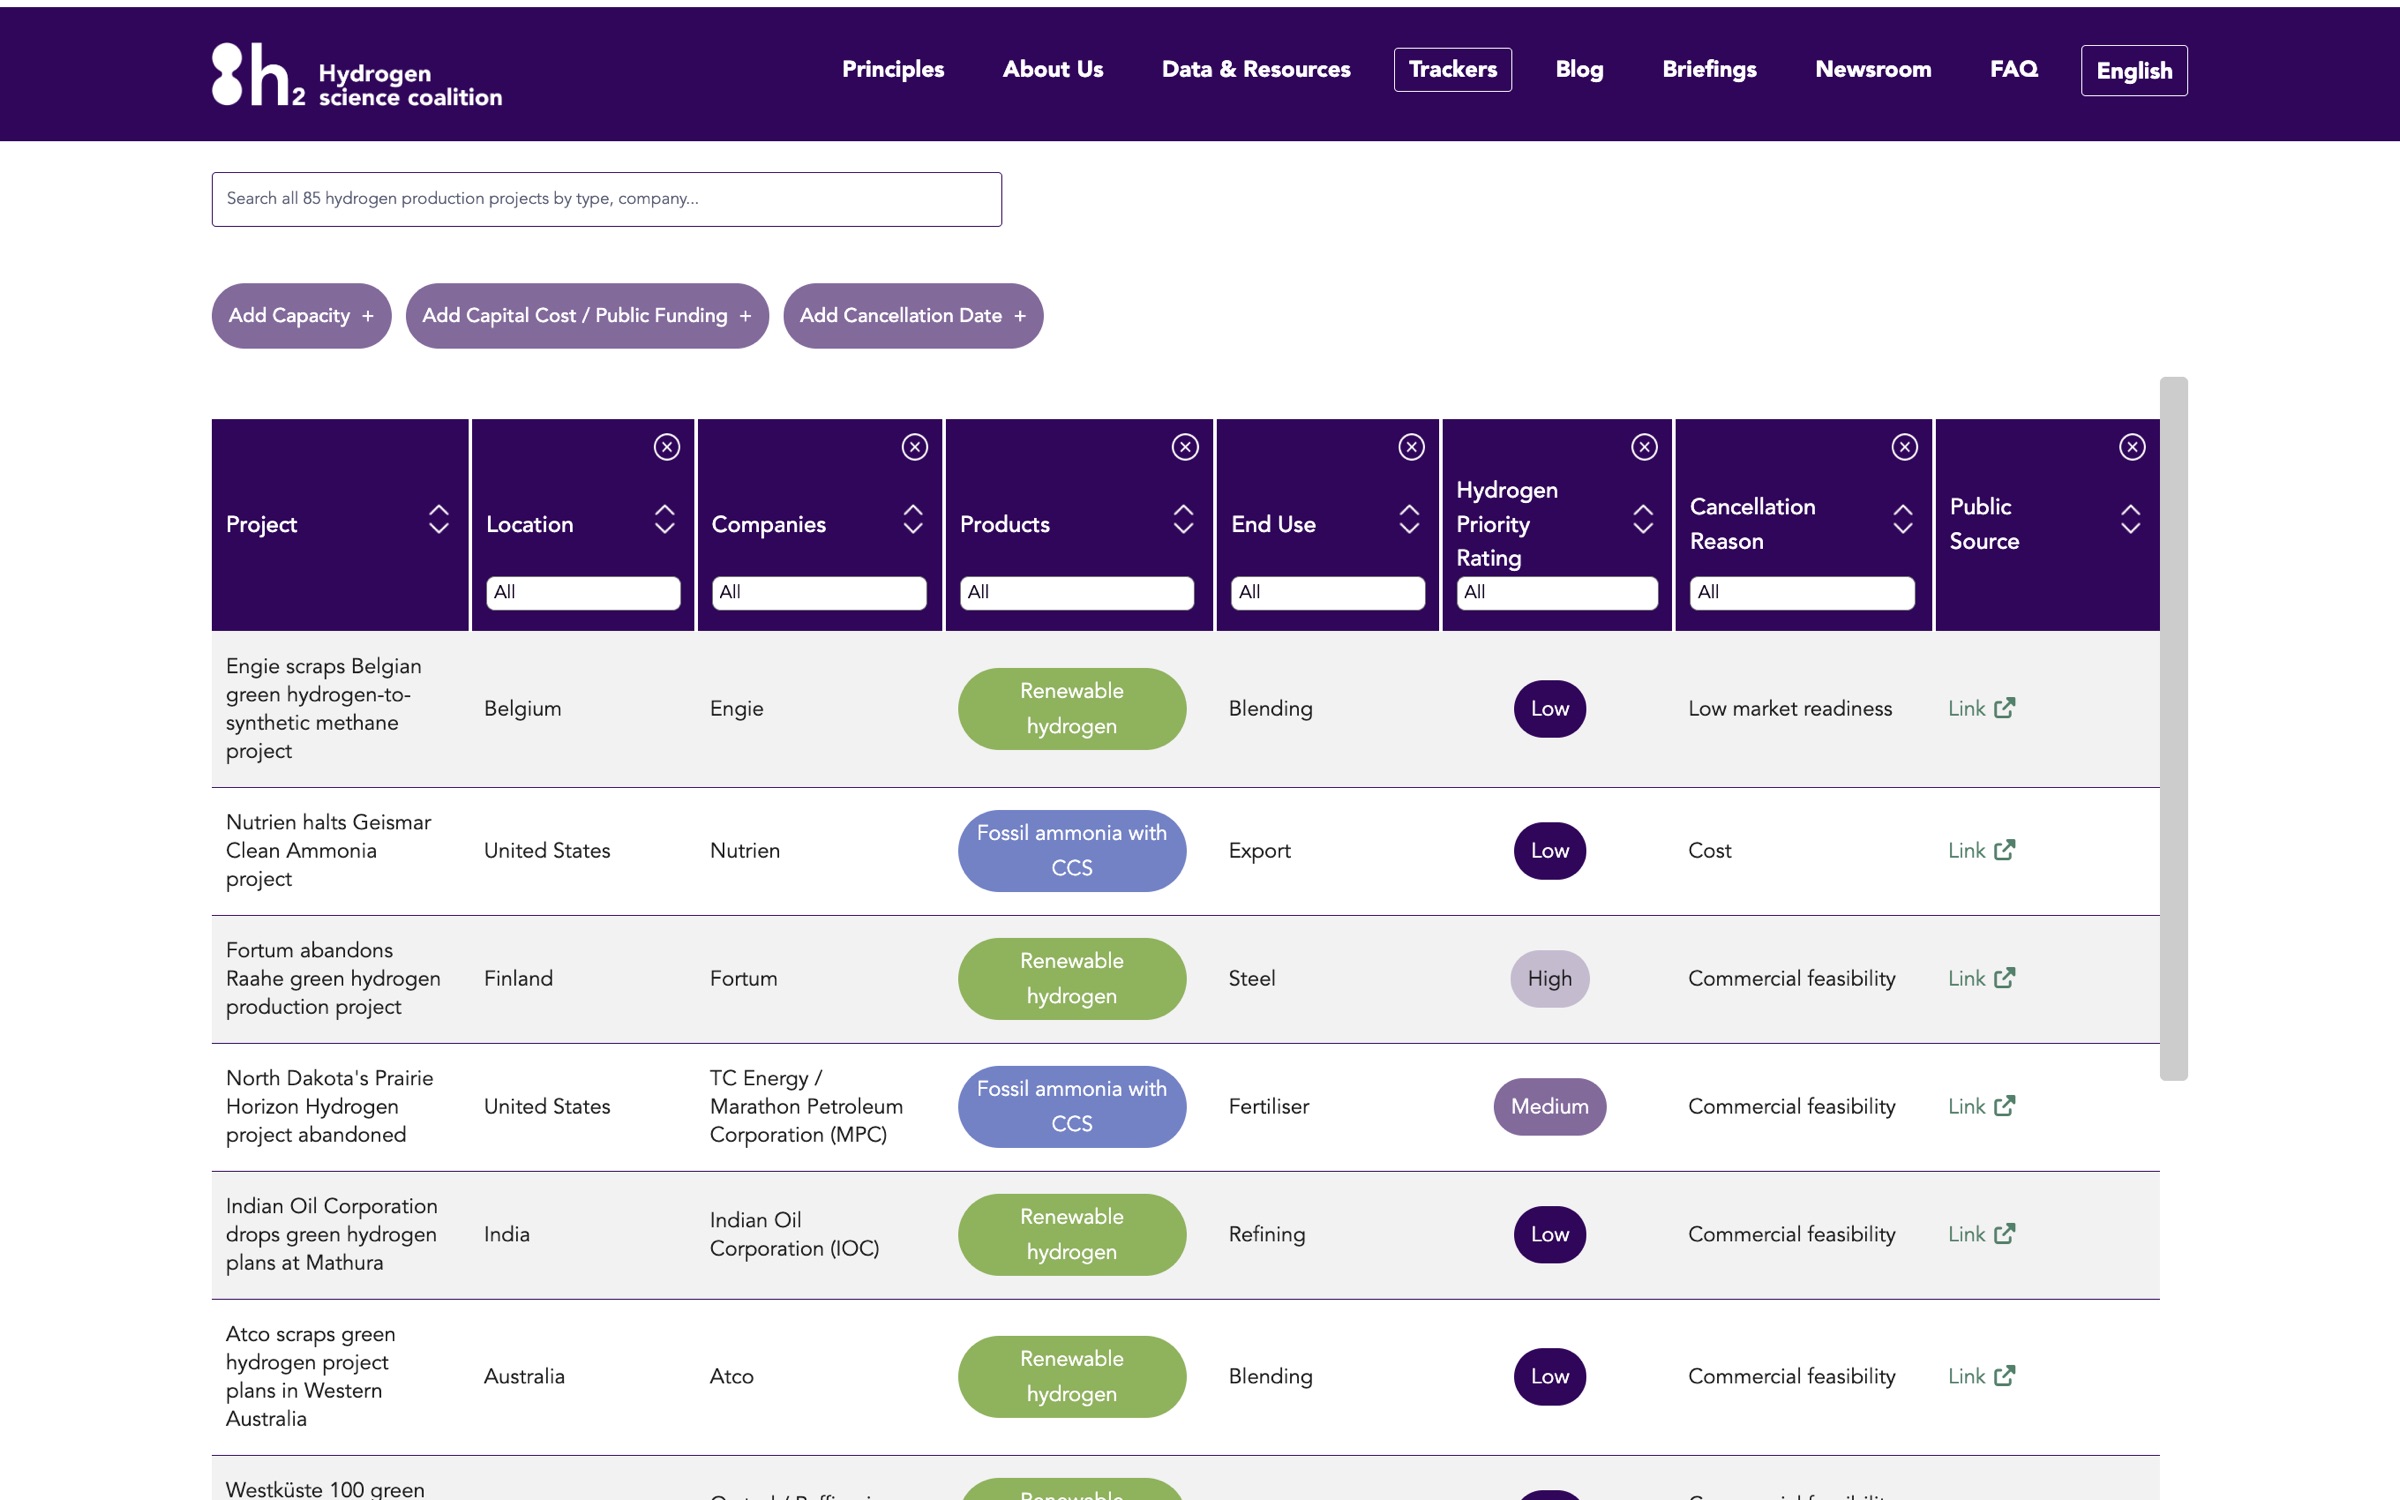 h2 Hydrogen
science coalition
Principles About Us Data & Resources Trackers Blog Briefings Newsroom FAQ English
Search all 85 hydrogen production projects by type, company...
Add Capacity + Add Capital Cost / Public Funding + Add Cancellation Date +
Project
Location
All
Companies
All
Products
All
End Use
All
Hydrogen
Priority
Rating
All
Cancellation
Reason
All
Public
Source
Engie scraps Belgian
green hydrogen-to-
synthetic methane
project
Belgium
Engie
Renewable
hydrogen
Blending
Low
Low market readiness
Link
Nutrien halts Geismar
Clean Ammonia
project
United States
Nutrien
Fossil ammonia with
CCS
Export
Low
Cost
Link
Fortum abandons
Raahe green hydrogen
production project
Finland
Fortum
Renewable
hydrogen
Steel
High
Commercial feasibility
Link
North Dakota's Prairie
Horizon Hydrogen
project abandoned
United States
TC Energy /
Marathon Petroleum
Corporation (MPC)
Fossil ammonia with
CCS
Fertiliser
Medium
Commercial feasibility
Link
Indian Oil Corporation
drops green hydrogen
plans at Mathura
India
Indian Oil
Corporation (IOC)
Renewable
hydrogen
Refining
Low
Commercial feasibility
Link
Atco scraps green
hydrogen project
plans in Western
Australia
Australia
Atco
Renewable
hydrogen
Blending
Low
Commercial feasibility
Link
Westküste 100 green
Renewable